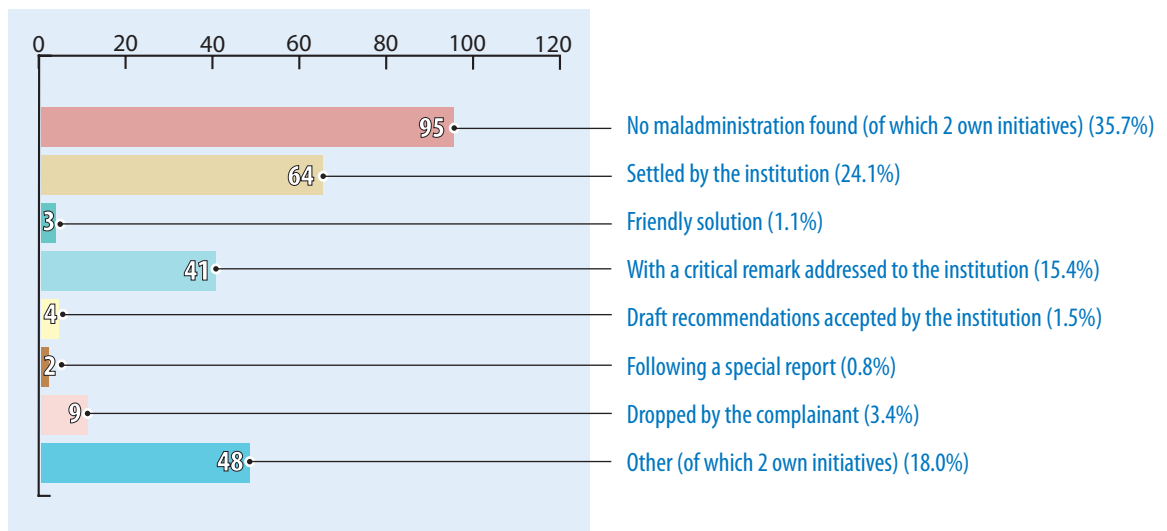 0 20 40 60 80 100 120
95 No maladministration found (of which 2 own initiatives) (35.7%)
64 Settled by the institution (24.1%)
3 Friendly solution (1.1%)
41 With a critical remark addressed to the institution (15.4%)
4 Draft recommendations accepted by the institution (1.5%)
2 Following a special report (0.8%)
9 Dropped by the complainant (3.4%)
48 Other (of which 2 own initiatives) (18.0%)